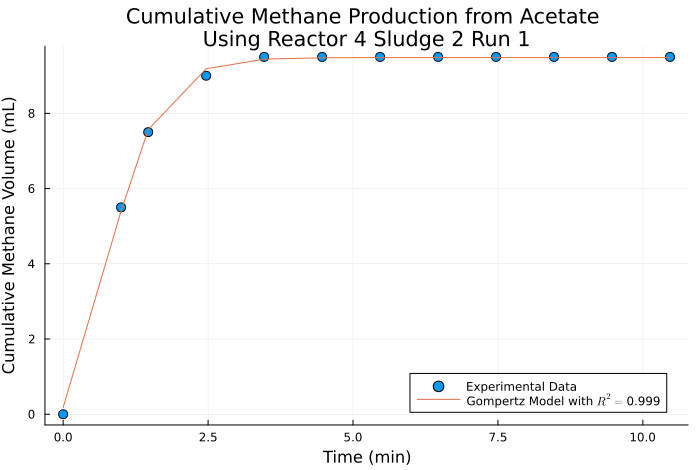 Cumulative Methane Production from Acetate
Using Reactor 4 Sludge 2 Run 1
Cumulative Methane Volume (mL)
8
6
4
2
0
0.0 2.5 5.0 7.5 10.0
Time (min)
Experimental Data
Gompertz Model with R² = 0.999